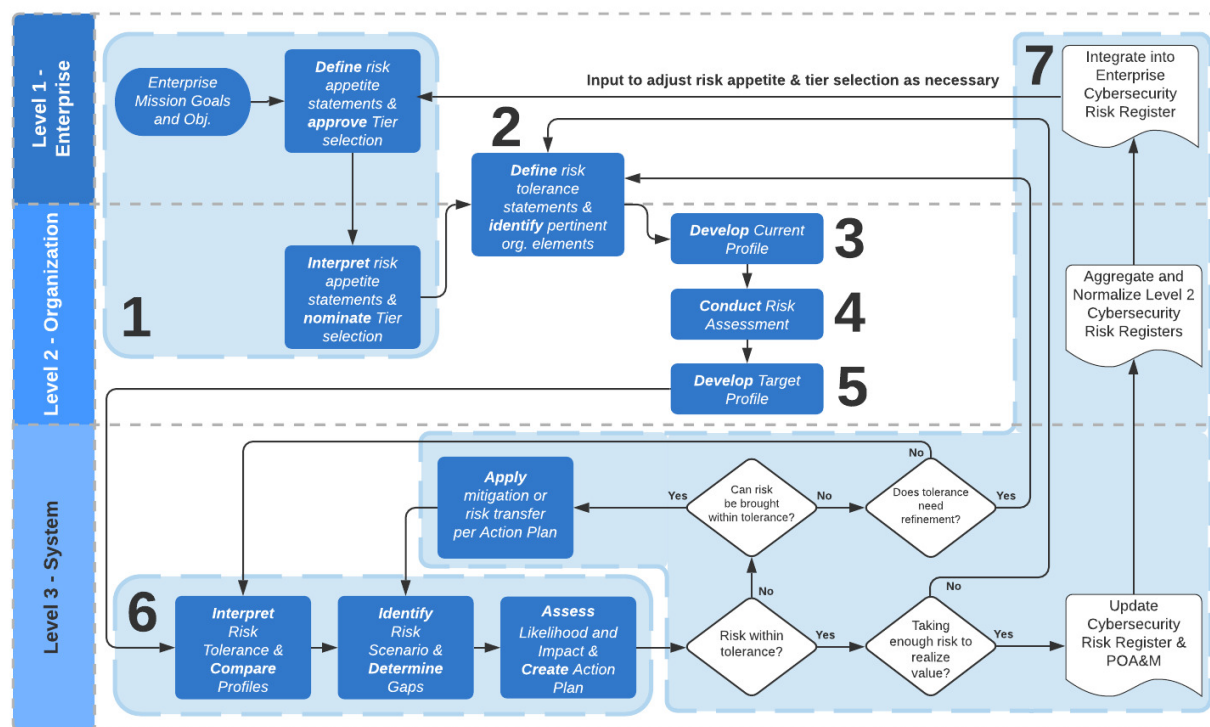 Level 1 -
Enterprise
Level 2 - Organization
Level 3 - System
Enterprise
Mission Goals
and Obj.
Define risk
appetite
statements &
approve Tier
selection
Interpret risk
appetite
statements &
nominate Tier
selection
1
2
Define risk
tolerance
statements &
identify pertinent
org. elements
Input to adjust risk appetite & tier selection as necessary
Develop Current
Profile
3
Conduct Risk
Assessment
4
Develop Target
Profile
5
6
Interpret
Risk
Tolerance &
Compare
Profiles
Identify
Risk
Scenario &
Determine
Gaps
Assess
Likelihood and
Impact &
Create Action
Plan
Apply
mitigation or
risk transfer
per Action Plan
Yes
Can risk
be brought
within tolerance?
No
Does tolerance
need
refinement?
No
Yes
Risk within
tolerance?
No
Yes
Taking
enough risk to
realize
value?
No
Yes
Update
Cybersecurity
Risk Register &
POA&M
Aggregate and
Normalize Level 2
Cybersecurity
Risk Registers
7
Integrate into
Enterprise
Cybersecurity
Risk Register